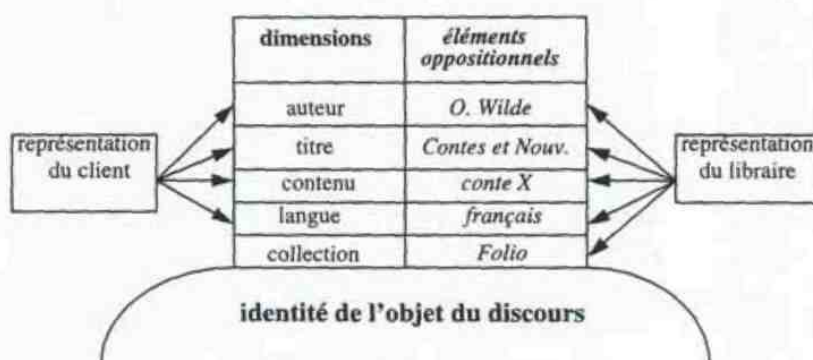 dimensions
éléments
oppositionnels
auteur
O. Wilde
représentation
du client
titre
Contes et Nouv.
représentation
du libraire
contenu
conte X
langue
français
collection
Folio
identité de l'objet du discours